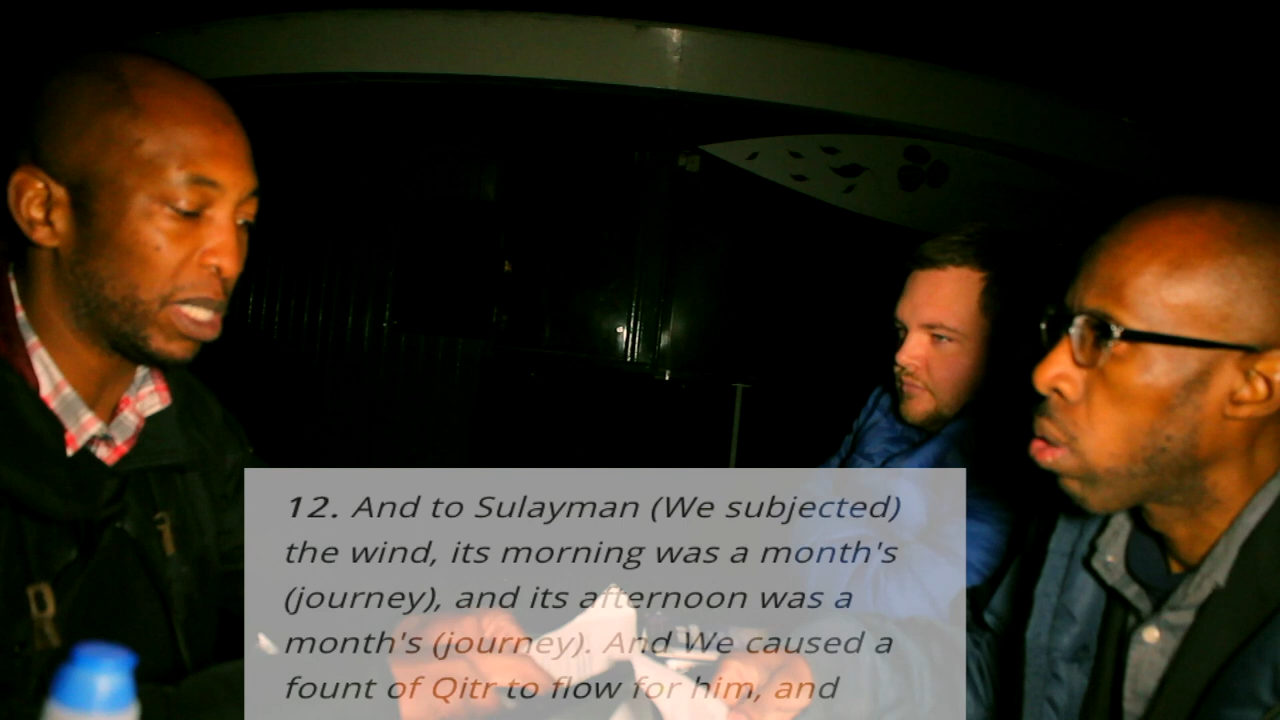 12. And to Sulayman (We subjected)
the wind, its morning was a month's
(journey), and its afternoon was a
month's (journey). And We caused a
fount of Qitr to flow for him, and